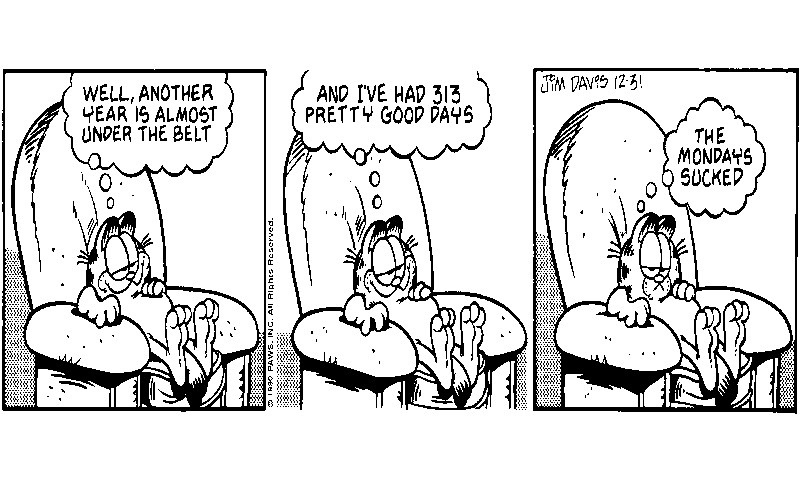 WELL, ANOTHER
YEAR IS ALMOST
UNDER THE BELT
© 1990 PAWS, INC. All Rights Reserved.
AND I'VE HAD 313
PRETTY GOOD DAYS
JIM DAVIS 12·31
THE
MONDAYS
SUCKED